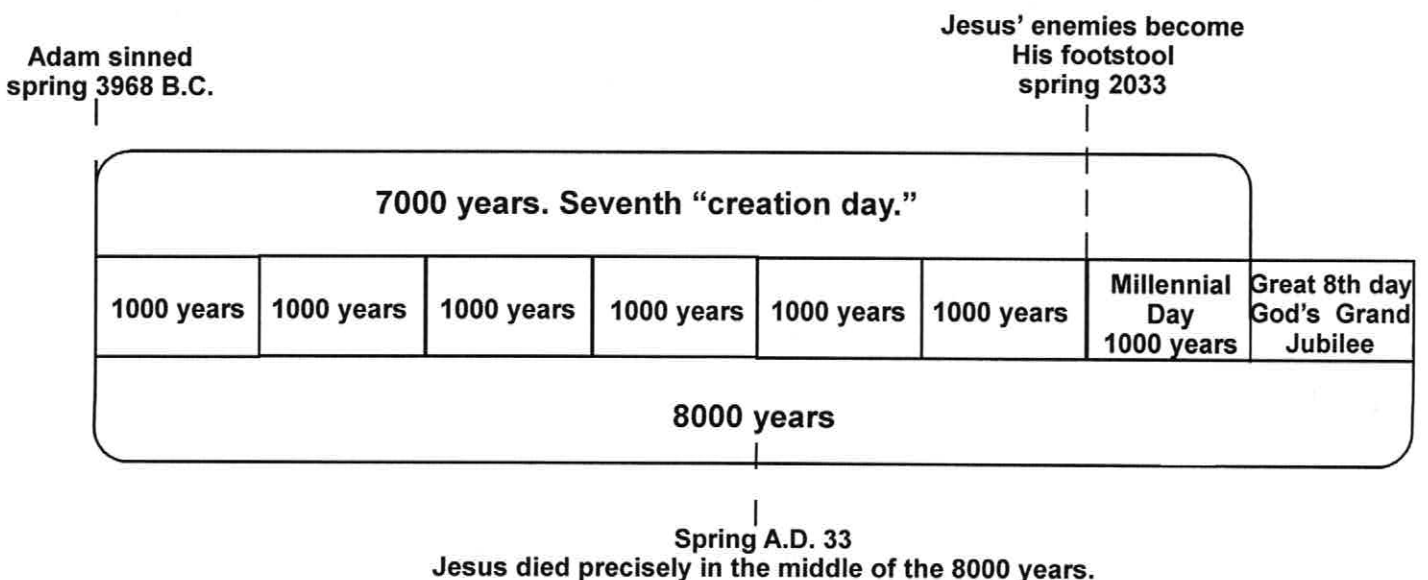 Jesus’ enemies become
His footstool
spring 2033
Adam sinned
spring 3968 B.C.
7000 years. Seventh “creation day.”
1000 years
1000 years
1000 years
1000 years
1000 years
1000 years
Millennial
Day
1000 years
Great 8th day
God’s Grand
Jubilee
8000 years
Spring A.D. 33
Jesus died precisely in the middle of the 8000 years.